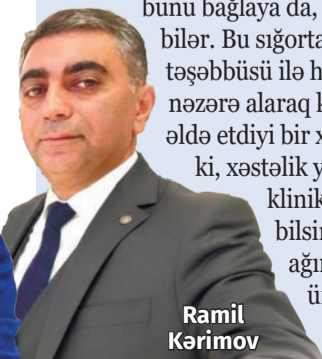 bunu bağlaya da,
bilər. Bu sığorta
təşəbbüsü ilə h
nəzərə alaraq k
əldə etdiyi bir x
ki, xəstəlik y
klinik
bilsi
ağı
ü
Ramil
Kərimov